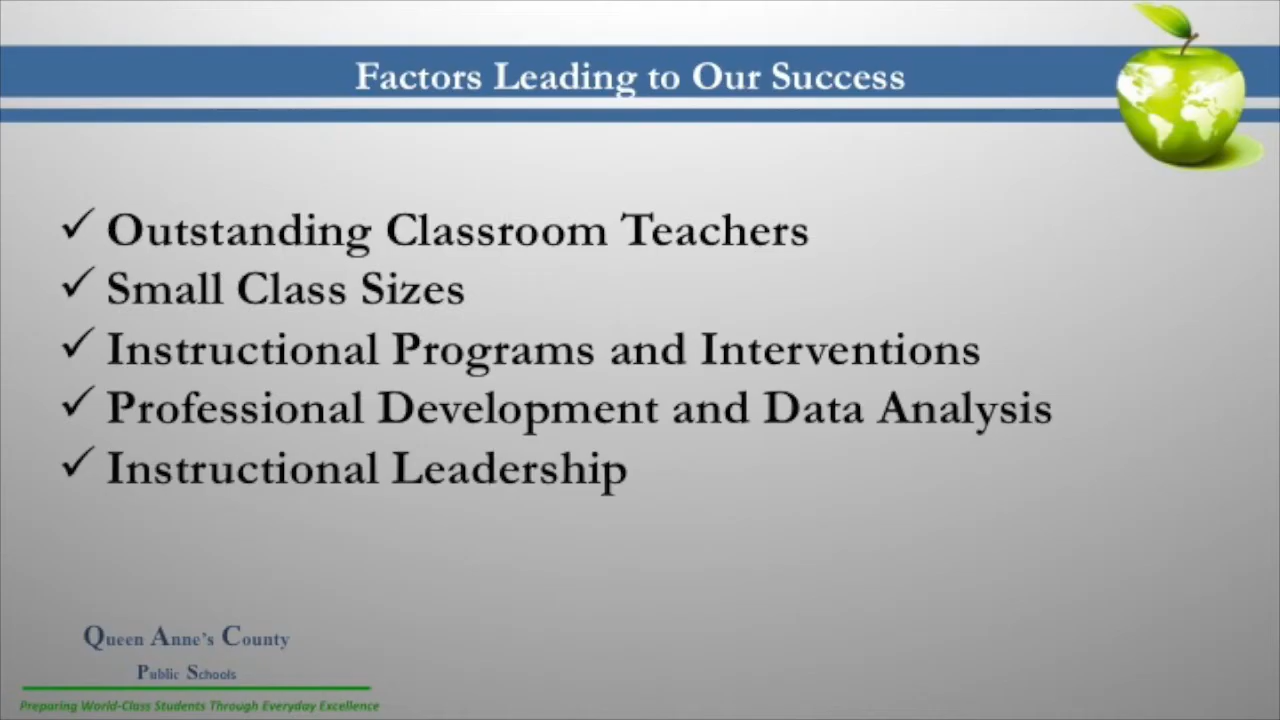 Factors Leading to Our Success
✓ Outstanding Classroom Teachers
✓ Small Class Sizes
✓ Instructional Programs and Interventions
✓ Professional Development and Data Analysis
✓ Instructional Leadership
Queen Anne's County
Public Schools
Preparing World-Class Students Through Everyday Excellence